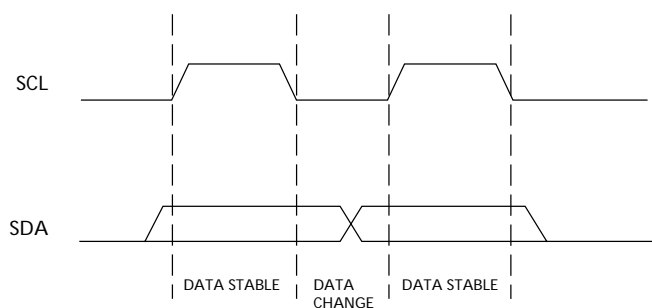 SCL
SDA
DATA STABLE
DATA
CHANGE
DATA STABLE